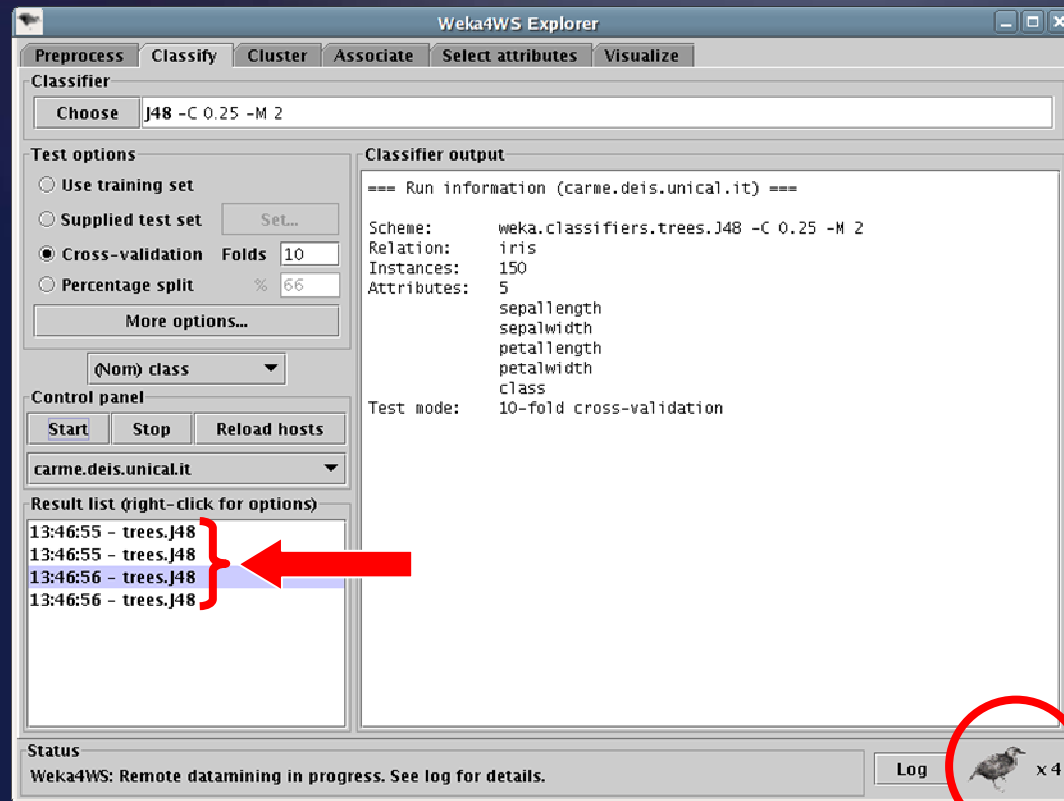 Weka4WS Explorer
Preprocess Classify Cluster Associate Select attributes Visualize
Classifier
Choose J48 -C 0.25 -M 2
Test options
Use training set
Supplied test set Set...
Cross-validation Folds 10
Percentage split % 66
More options...
(Nom) class
Control panel
Start Stop Reload hosts
carme.deis.unical.it
Result list (right-click for options)
13:46:55 - trees.J48
13:46:55 - trees.J48
13:46:56 - trees.J48
13:46:56 - trees.J48
Classifier output
=== Run information (carme.deis.unical.it) ===
Scheme: weka.classifiers.trees.J48 -C 0.25 -M 2
Relation: iris
Instances: 150
Attributes: 5
sepallength
sepalwidth
petallength
petalwidth
class
Test mode: 10-fold cross-validation
Status
Weka4WS: Remote datamining in progress. See log for details.
Log x 4